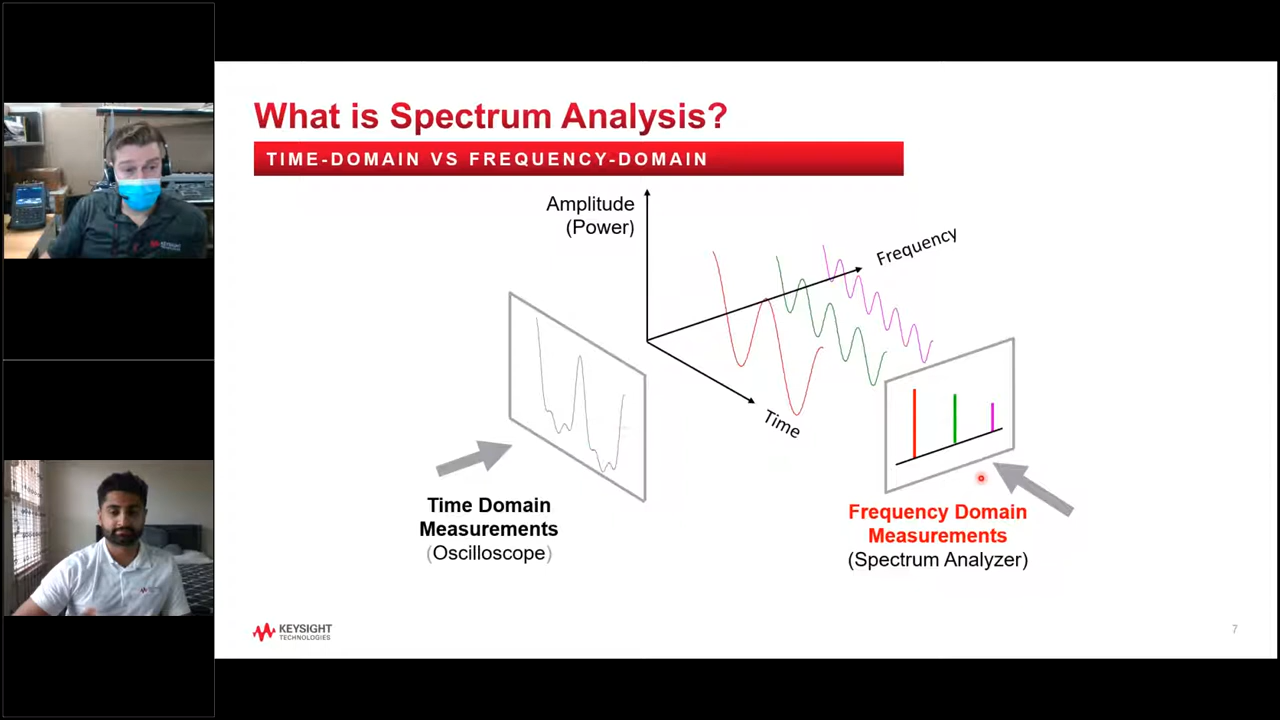 What is Spectrum Analysis?
TIME-DOMAIN VS FREQUENCY-DOMAIN
Amplitude
(Power)
Frequency
Time
Time Domain
Measurements
(Oscilloscope)
Frequency Domain
Measurements
(Spectrum Analyzer)
KEYSIGHT
TECHNOLOGIES
7
KEYSIGHT